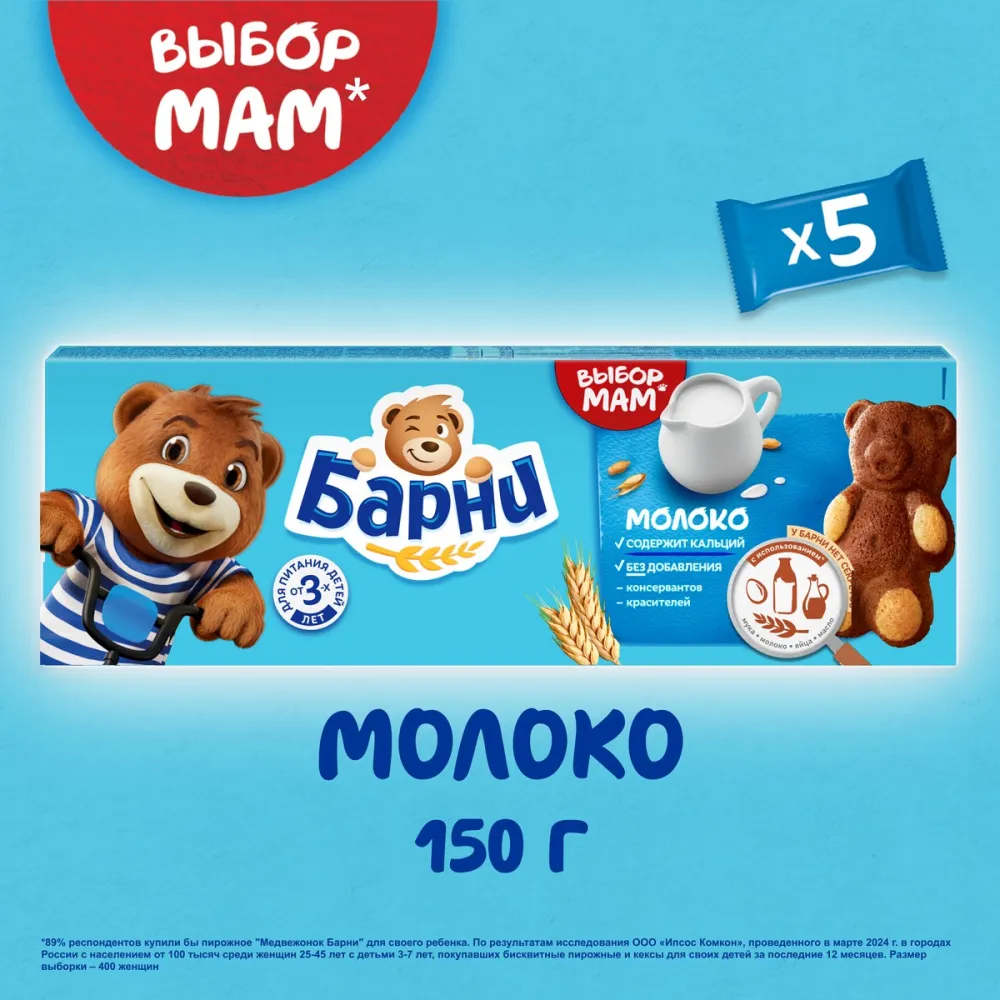 ВЫБОР
МАМ*
x5
ВЫБОР
МАМ
Барни
МОЛОКО
✓ СОДЕРЖИТ КАЛЬЦИЙ
✓ БЕЗ ДОБАВЛЕНИЯ
– консервантов
– красителей
ДЛЯ ПИТАНИЯ ДЕТЕЙ
ОТ 3-х
ЛЕТ
У БАРНИ НЕТ
с использованием*
мука • молоко • яйца • масло
МОЛОКО
150 Г
*89% респондентов купили бы пирожное "Медвежонок Барни" для своего ребенка. По результатам исследования ООО «Ипсос Комкон», проведенного в марте 2024 г. в городах
России с населением от 100 тысяч среди женщин 25-45 лет с детьми 3-7 лет, покупавших бисквитные пирожные и кексы для своих детей за последние 12 месяцев. Размер
выборки – 400 женщин